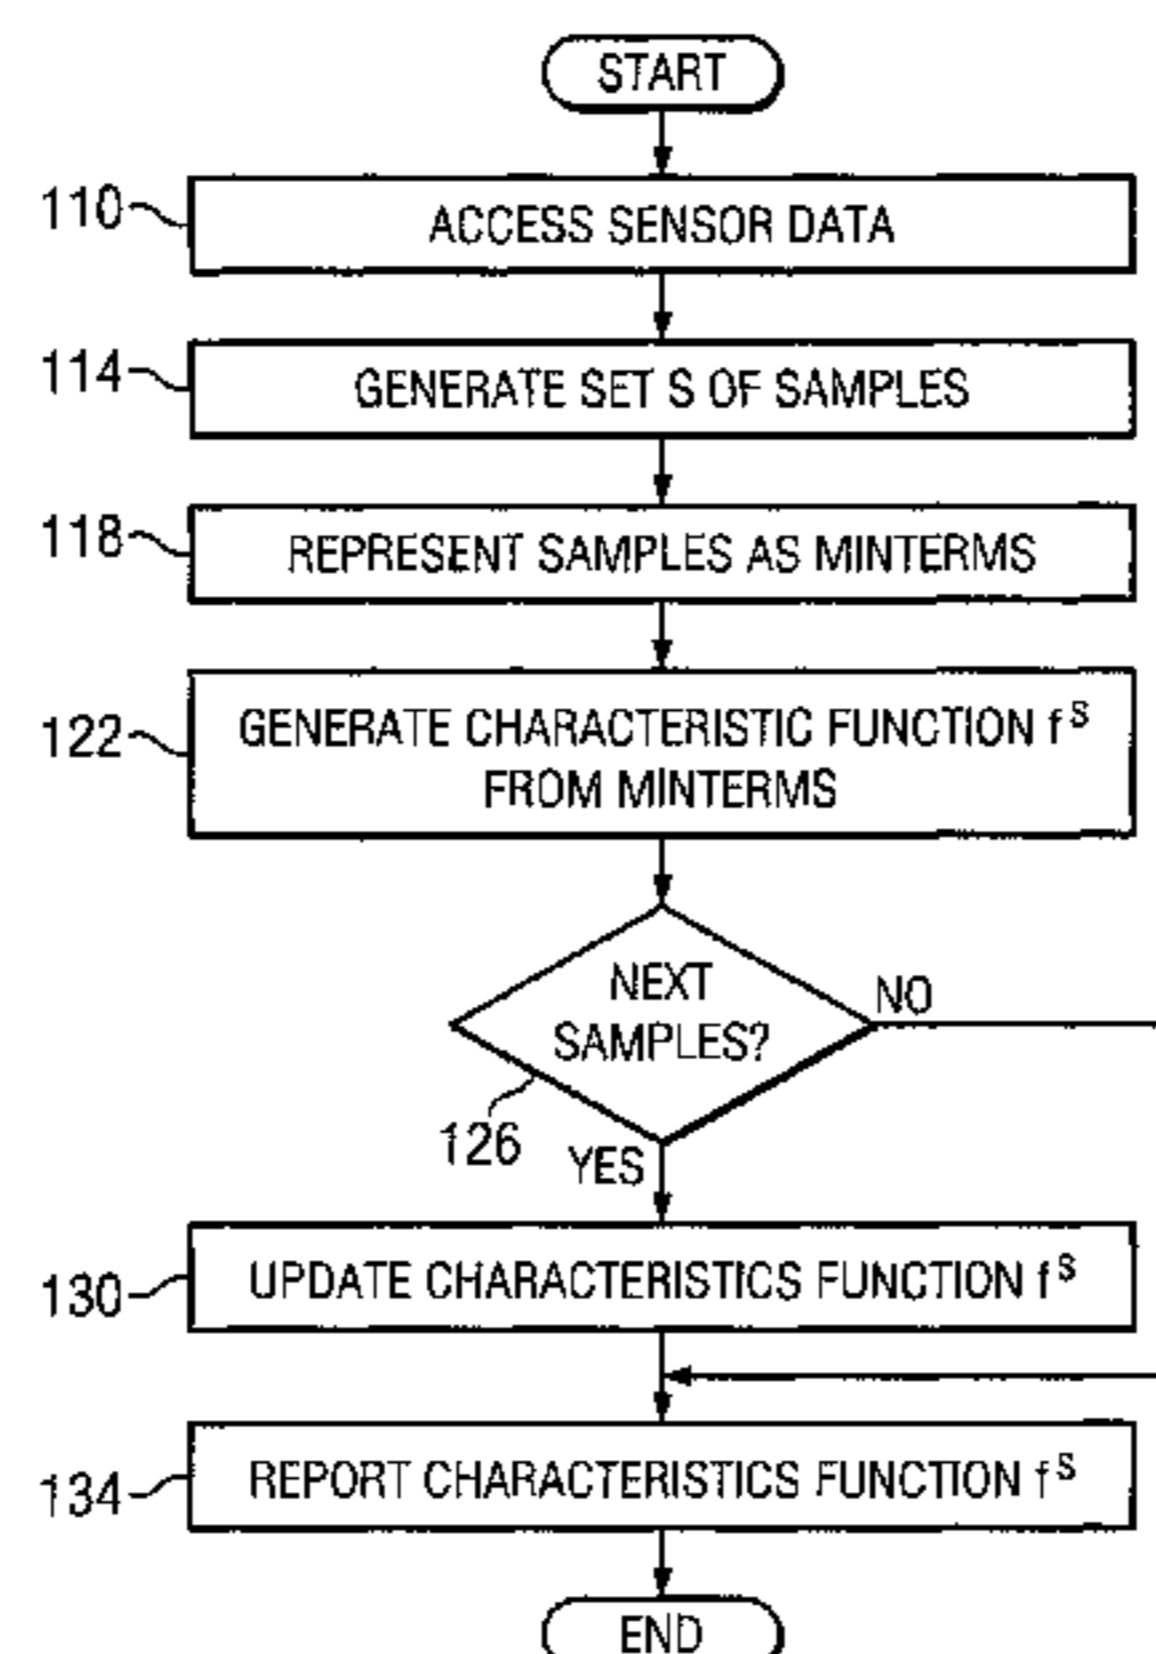 START
110
ACCESS SENSOR DATA
114
GENERATE SET S OF SAMPLES
118
REPRESENT SAMPLES AS MINTERMS
122
GENERATE CHARACTERISTIC FUNCTION f^S
FROM MINTERMS
NEXT
SAMPLES?
NO
126
YES
130
UPDATE CHARACTERISTICS FUNCTION f^S
134
REPORT CHARACTERISTICS FUNCTION f^S
END